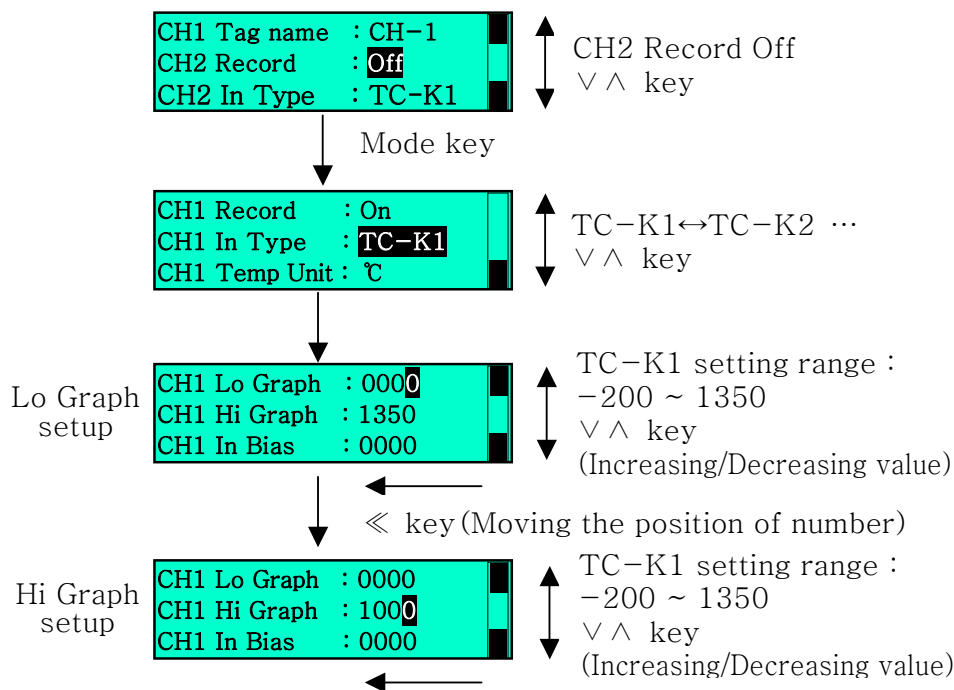 CH1 Tag name : CH-1
CH2 Record : Off
CH2 In Type : TC-K1
CH2 Record Off
∨∧ key
Mode key
CH1 Record : On
CH1 In Type : TC-K1
CH1 Temp Unit : ℃
TC-K1↔TC-K2 …
∨∧ key
Lo Graph
setup
CH1 Lo Graph : 0000
CH1 Hi Graph : 1350
CH1 In Bias : 0000
TC-K1 setting range :
-200 ~ 1350
∨∧ key
(Increasing/Decreasing value)
≪ key(Moving the position of number)
Hi Graph
setup
CH1 Lo Graph : 0000
CH1 Hi Graph : 1000
CH1 In Bias : 0000
TC-K1 setting range :
-200 ~ 1350
∨∧ key
(Increasing/Decreasing value)